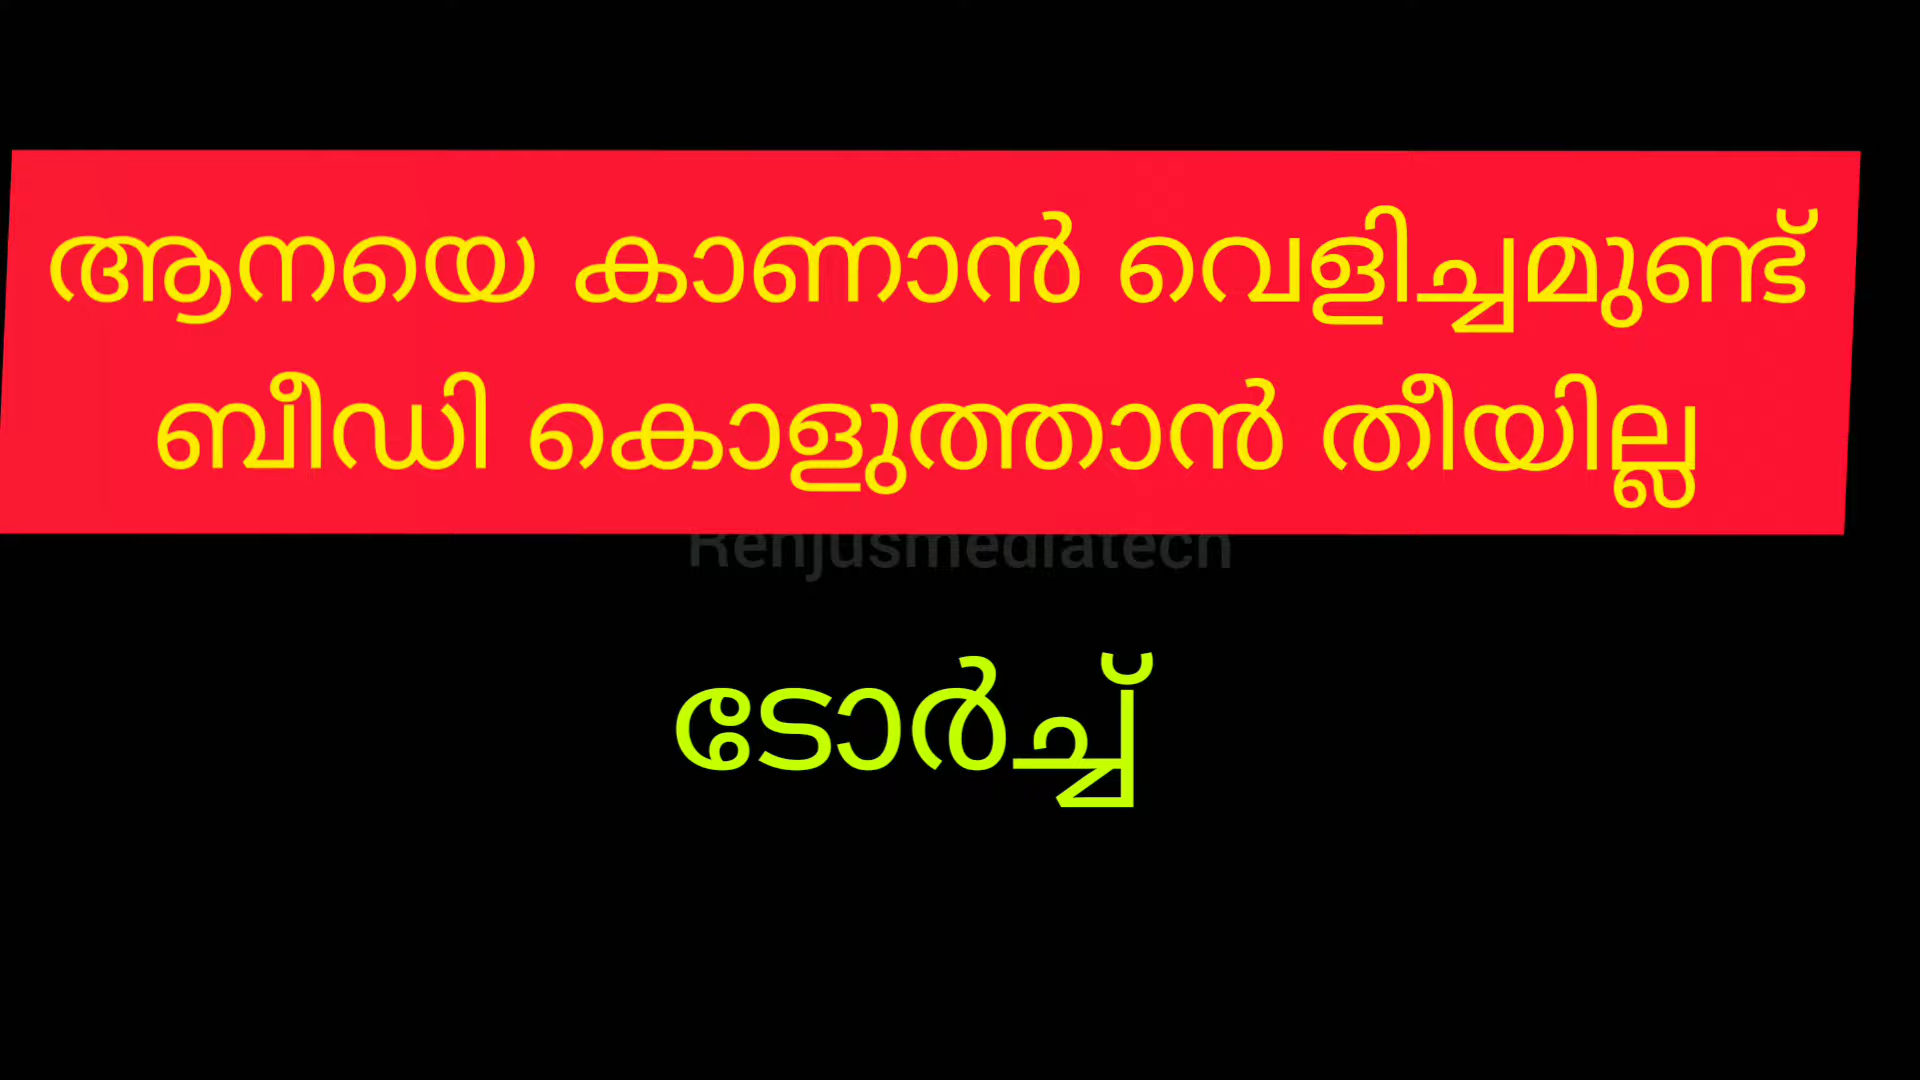 ആനയെ കാണാൻ വെളിച്ചമുണ്ട്
ബീഡി കൊളുത്താൻ തീയില്ല
Renjusmediatech
ടോർച്ച്